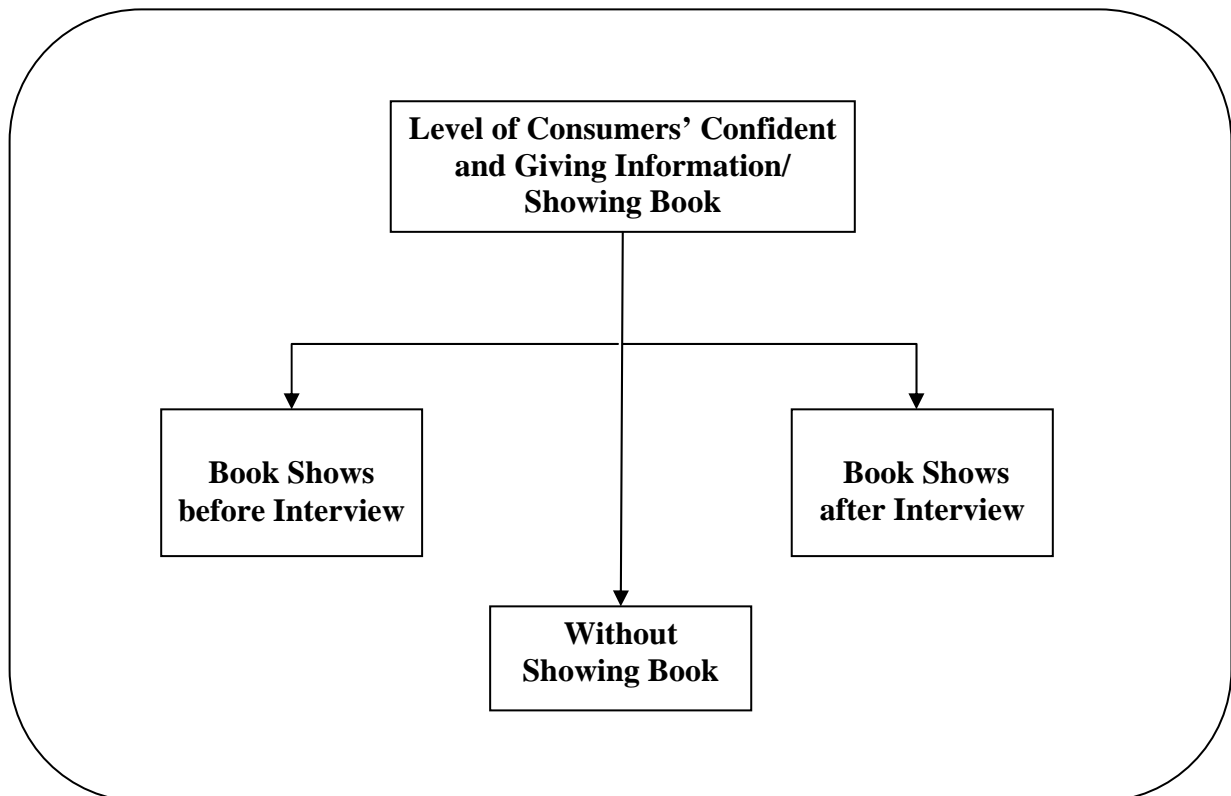 Level of Consumers’ Confident
and Giving Information/
Showing Book
Book Shows
before Interview
Book Shows
after Interview
Without
Showing Book